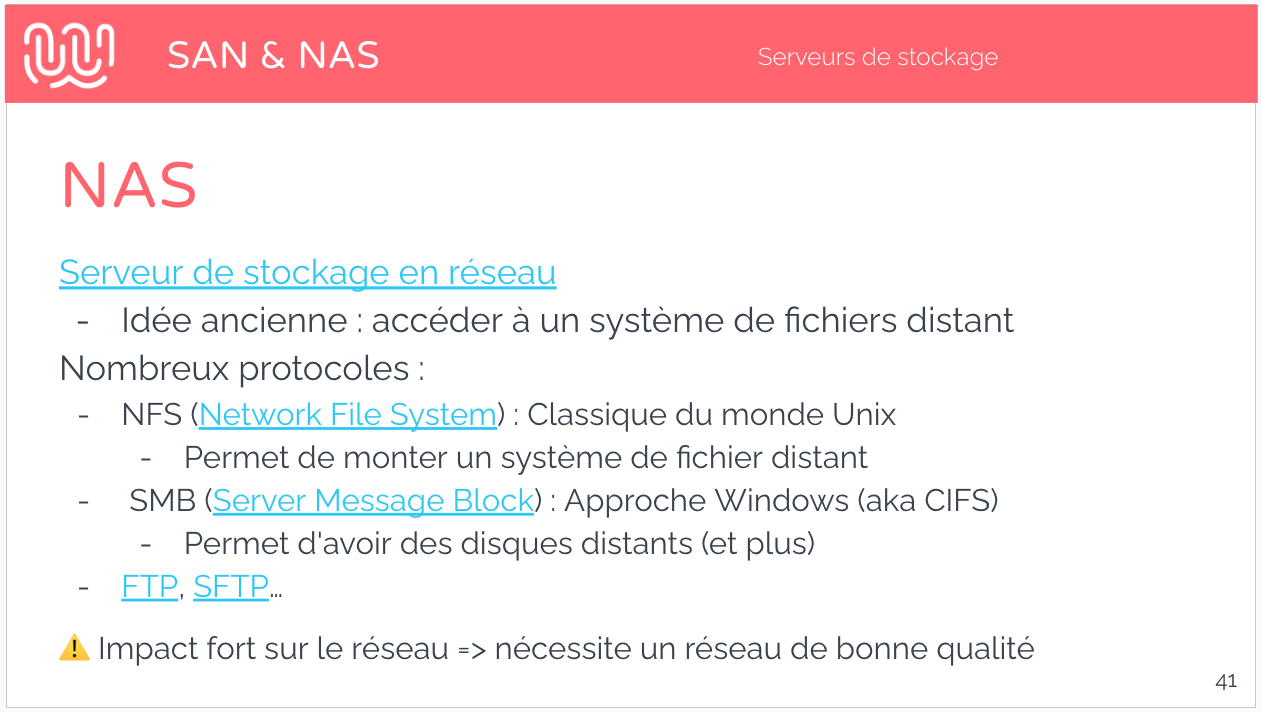 SAN & NAS
Serveurs de stockage
NAS
Serveur de stockage en réseau
- Idée ancienne : accéder à un système de fichiers distant
Nombreux protocoles :
- NFS (Network File System) : Classique du monde Unix
- Permet de monter un système de fichier distant
- SMB (Server Message Block) : Approche Windows (aka CIFS)
- Permet d'avoir des disques distants (et plus)
- FTP, SFTP…
⚠️ Impact fort sur le réseau => nécessite un réseau de bonne qualité
41